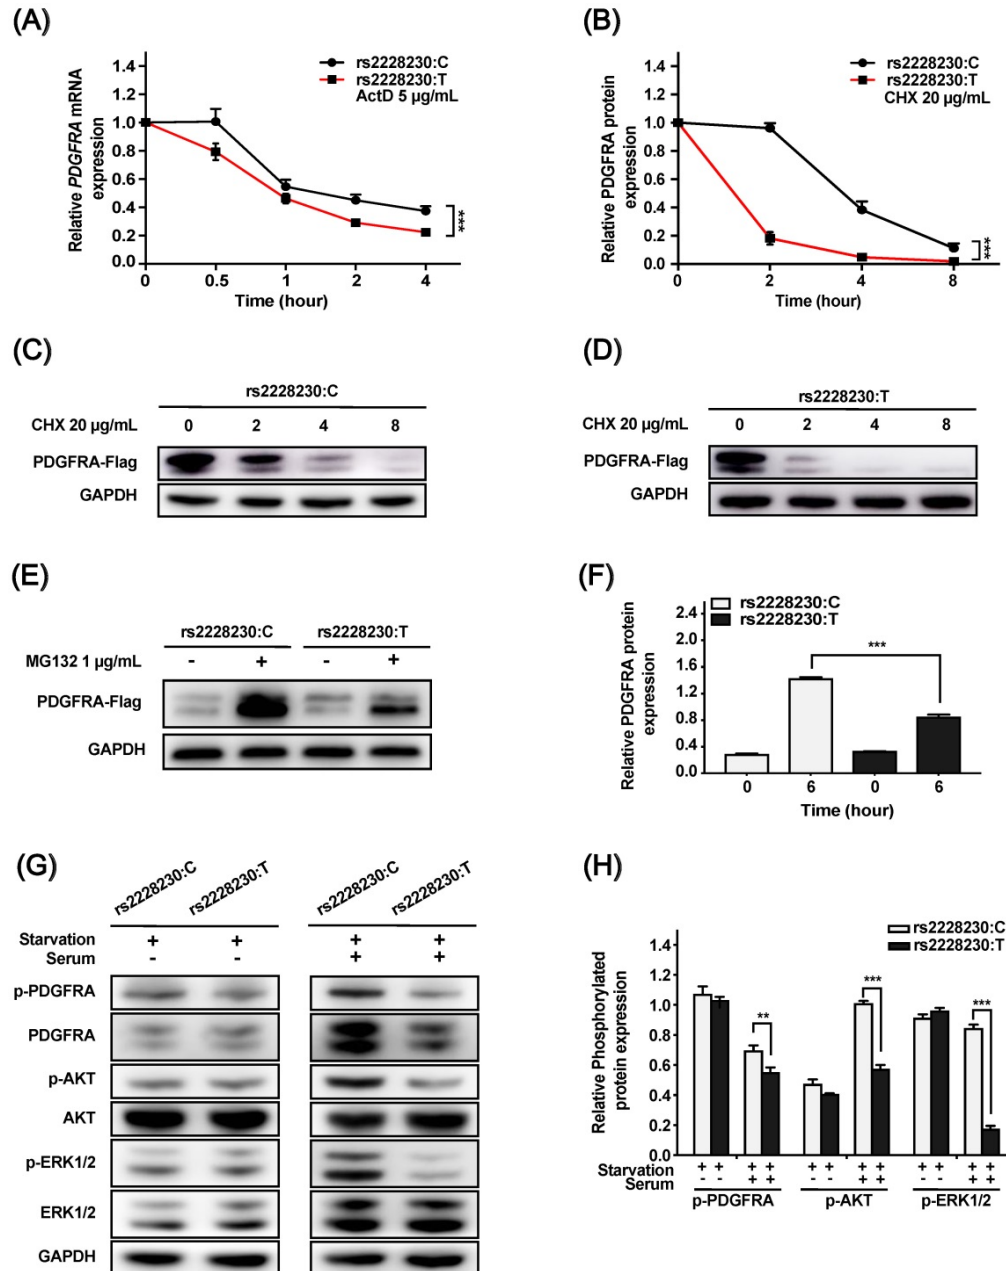 (A)
Relative PDGFRA mRNA
expression
1.4
1.2
1.0
0.8
0.6
0.4
0.2
0.0
rs2228230:C
rs2228230:T
ActD 5 µg/mL
***
0 0.5 1 2 4
Time (hour)
(B)
Relative PDGFRA protein
expression
1.4
1.2
1.0
0.8
0.6
0.4
0.2
0.0
rs2228230:C
rs2228230:T
CHX 20 µg/mL
***
0 2 4 8
Time (hour)
(C)
rs2228230:C
CHX 20 µg/mL 0 2 4 8
PDGFRA-Flag
GAPDH
(D)
rs2228230:T
CHX 20 µg/mL 0 2 4 8
PDGFRA-Flag
GAPDH
(E)
rs2228230:C rs2228230:T
MG132 1 µg/mL - + - +
PDGFRA-Flag
GAPDH
(F)
Relative PDGFRA protein
expression
2.4
2.0
1.6
1.2
0.8
0.4
0.0
rs2228230:C
rs2228230:T
***
0 6 0 6
Time (hour)
(G)
rs2228230:C rs2228230:T rs2228230:C rs2228230:T
Starvation + + + +
Serum - - + +
p-PDGFRA
PDGFRA
p-AKT
AKT
p-ERK1/2
ERK1/2
GAPDH
(H)
Relative Phosphorylated
protein expression
1.4
1.2
1.0
0.8
0.6
0.4
0.2
0.0
rs2228230:C
rs2228230:T
** *** ***
Starvation + + + + + + + + + + + +
Serum - - + + - - + + - - + +
p-PDGFRA p-AKT p-ERK1/2